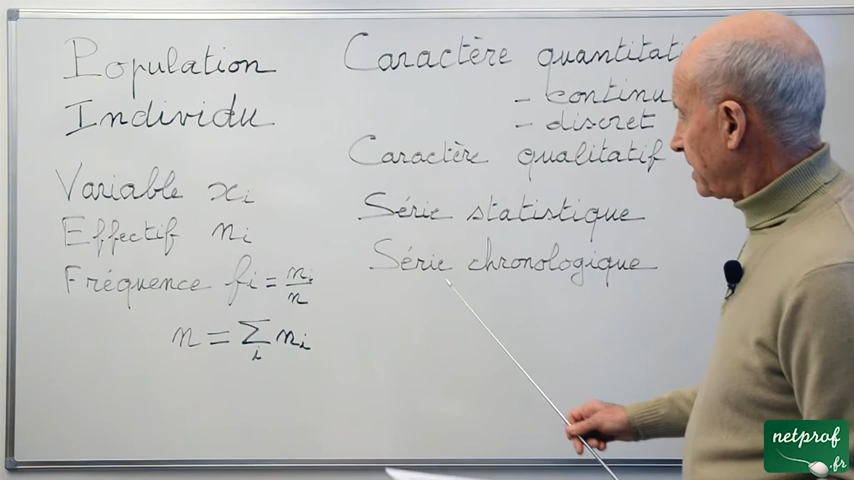 Population
Individu
Variable xi
Effectif ni
Fréquence fi = ni/n
n = Σi ni
Caractère quantitatif
- continu
- discret
Caractère qualitatif
Série statistique
Série chronologique
netprof
.fr